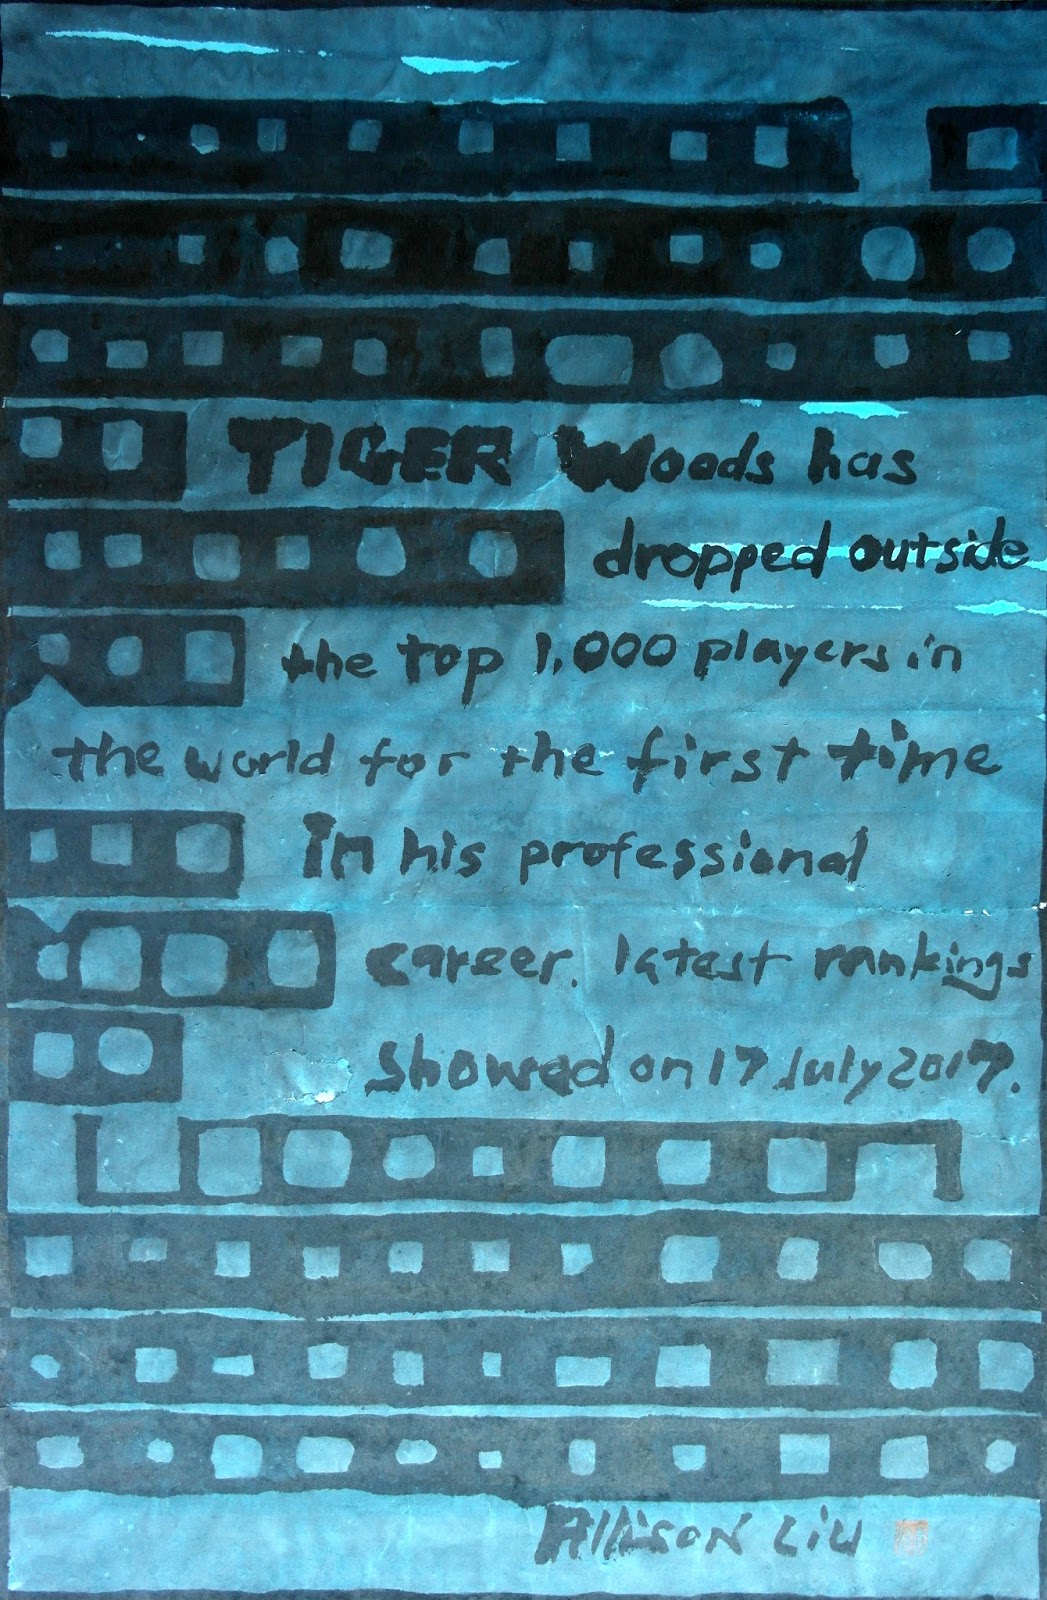 TIGER Woods has
dropped outside
the top 1,000 players in
the world for the first time
In his professional
career. latest rankings
Showed on 17 July 2017.
Allison Liu